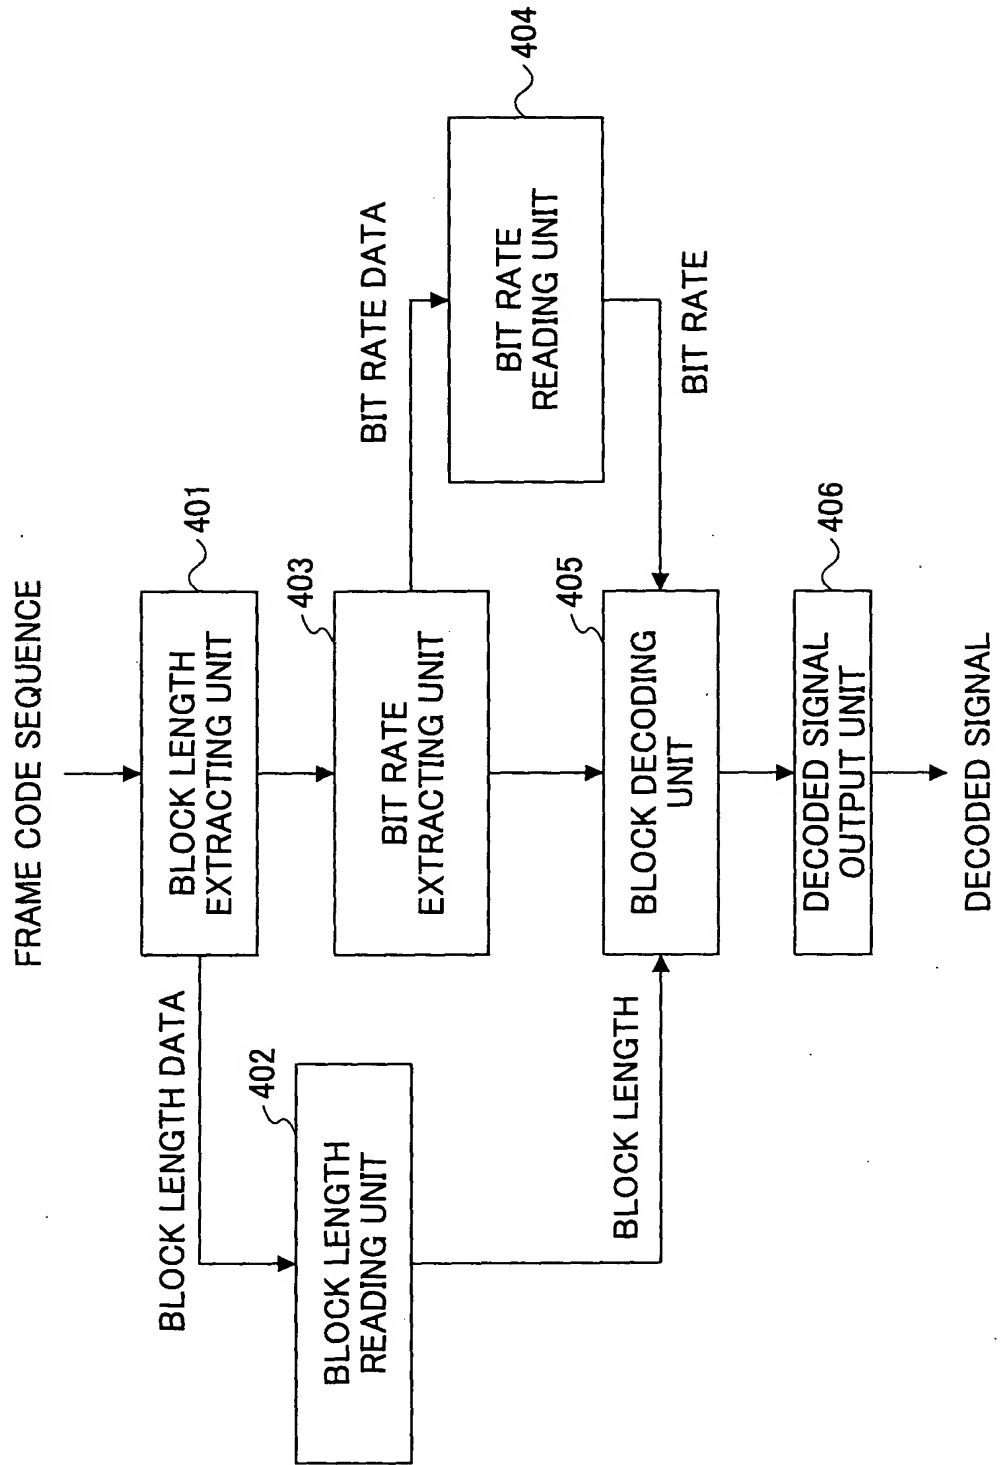 FRAME CODE SEQUENCE
401
BLOCK LENGTH
EXTRACTING UNIT
BLOCK LENGTH DATA
402
BLOCK LENGTH
READING UNIT
403
BIT RATE
EXTRACTING UNIT
BIT RATE DATA
404
BIT RATE
READING UNIT
BLOCK LENGTH
405
BLOCK DECODING
UNIT
BIT RATE
406
DECODED SIGNAL
OUTPUT UNIT
DECODED SIGNAL